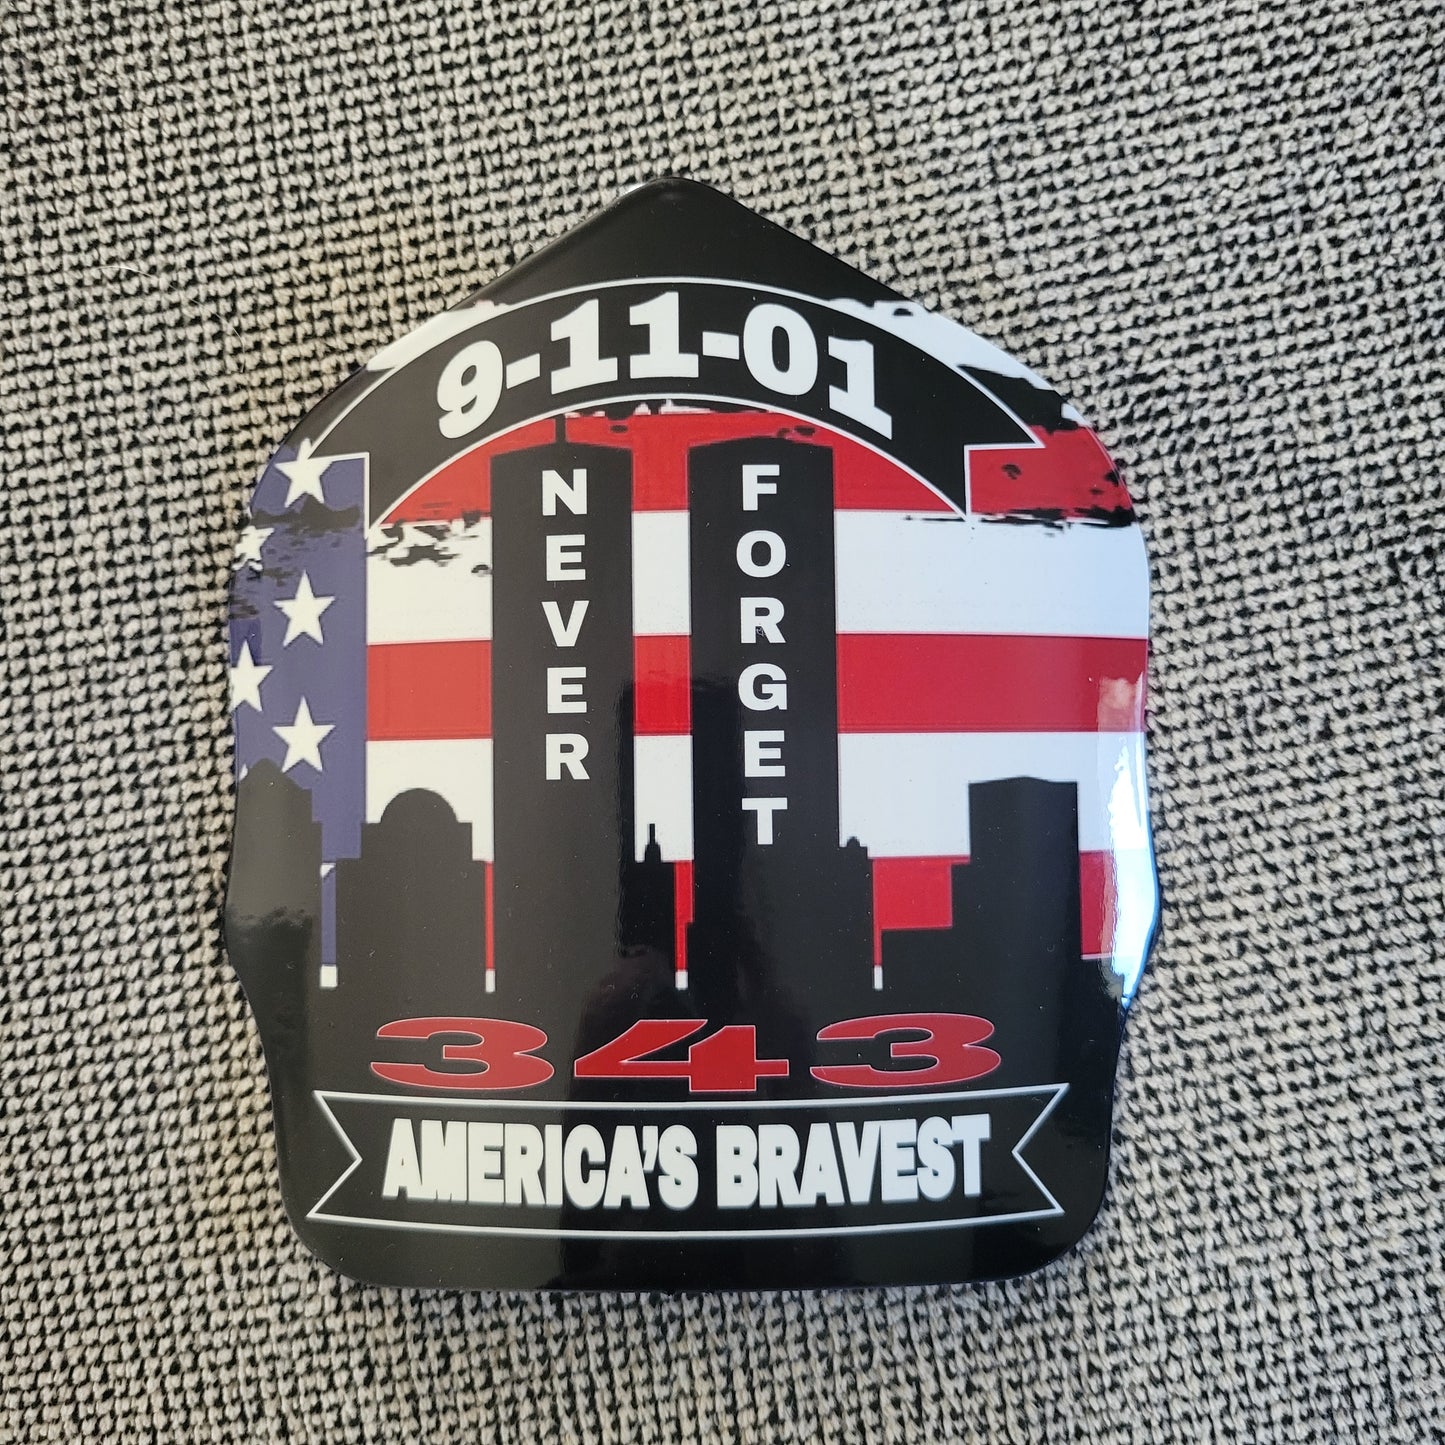 9-11-01
NEVER
FORGET
343
AMERICA'S BRAVEST